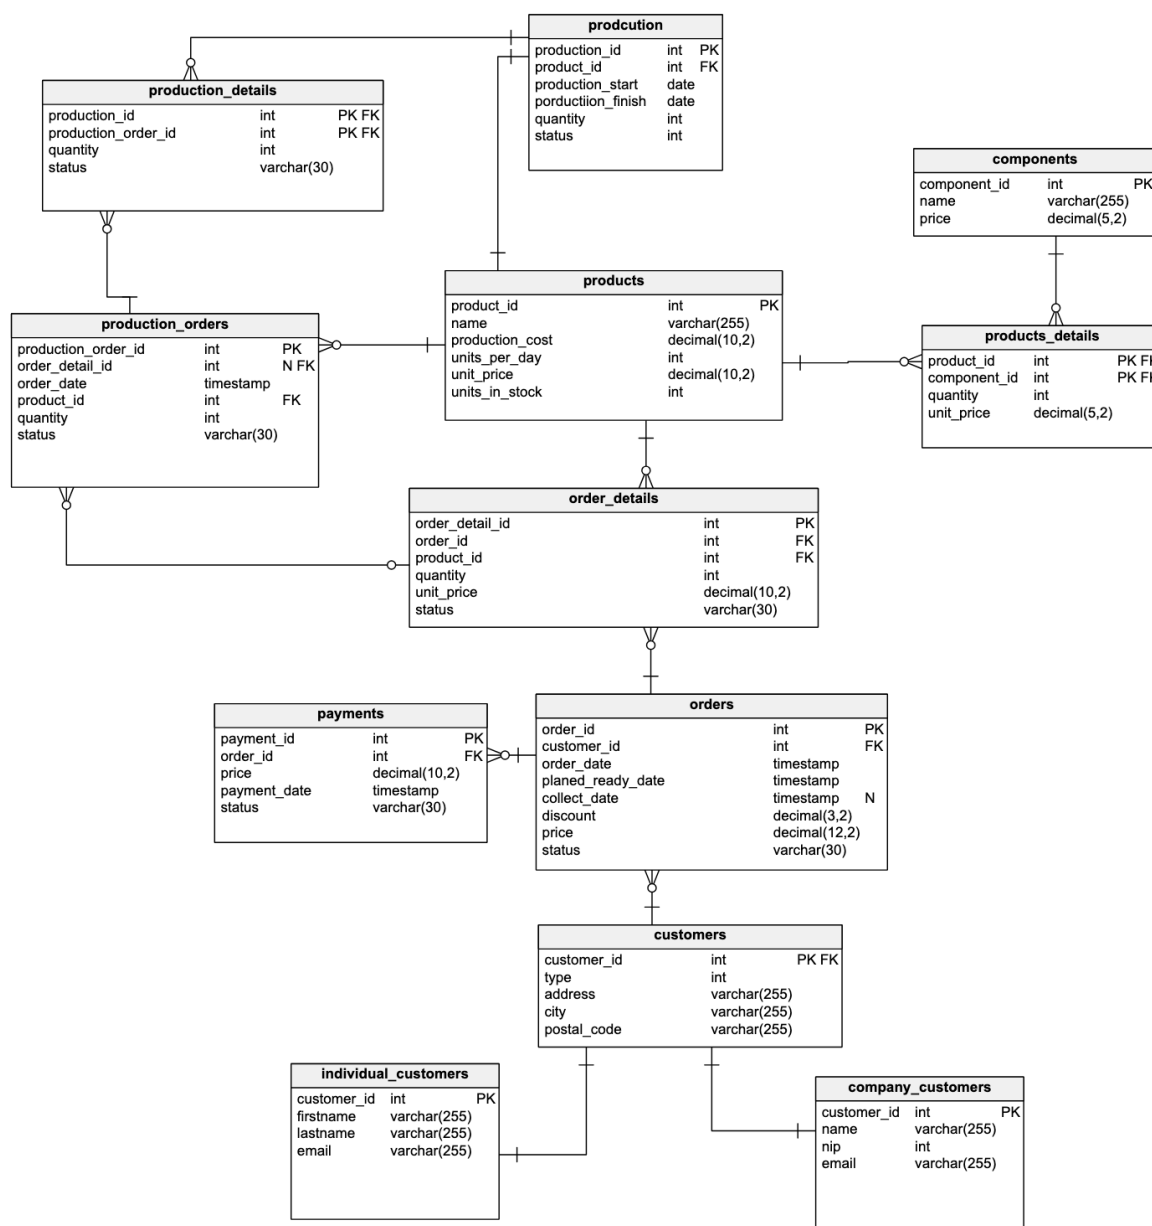 prodcution
production_id int PK
product_id int FK
production_start date
porductiion_finish date
quantity int
status int
production_details
production_id int PK FK
production_order_id int PK FK
quantity int
status varchar(30)
components
component_id int PK
name varchar(255)
price decimal(5,2)
products
product_id int PK
name varchar(255)
production_cost decimal(10,2)
units_per_day int
unit_price decimal(10,2)
units_in_stock int
production_orders
production_order_id int PK
order_detail_id int N FK
order_date timestamp
product_id int FK
quantity int
status varchar(30)
products_details
product_id int PK FK
component_id int PK FK
quantity int
unit_price decimal(5,2)
order_details
order_detail_id int PK
order_id int FK
product_id int FK
quantity int
unit_price decimal(10,2)
status varchar(30)
payments
payment_id int PK
order_id int FK
price decimal(10,2)
payment_date timestamp
status varchar(30)
orders
order_id int PK
customer_id int FK
order_date timestamp
planed_ready_date timestamp
collect_date timestamp N
discount decimal(3,2)
price decimal(12,2)
status varchar(30)
customers
customer_id int PK FK
type int
address varchar(255)
city varchar(255)
postal_code varchar(255)
individual_customers
customer_id int PK
firstname varchar(255)
lastname varchar(255)
email varchar(255)
company_customers
customer_id int PK
name varchar(255)
nip int
email varchar(255)